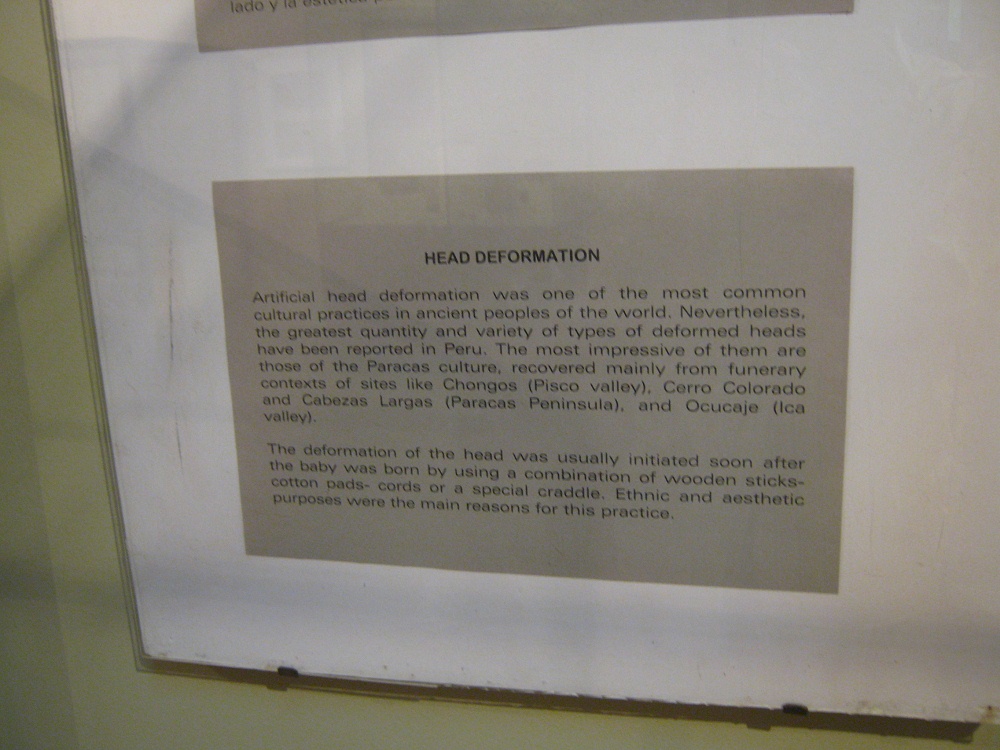 lado y la estética
HEAD DEFORMATION
Artificial head deformation was one of the most common
cultural practices in ancient peoples of the world. Nevertheless,
the greatest quantity and variety of types of deformed heads
have been reported in Peru. The most impressive of them are
those of the Paracas culture, recovered mainly from funerary
contexts of sites like Chongos (Pisco valley), Cerro Colorado
and Cabezas Largas (Paracas Peninsula), and Ocucaje (Ica
valley).
The deformation of the head was usually initiated soon after
the baby was born by using a combination of wooden sticks-
cotton pads- cords or a special craddle. Ethnic and aesthetic
purposes were the main reasons for this practice.